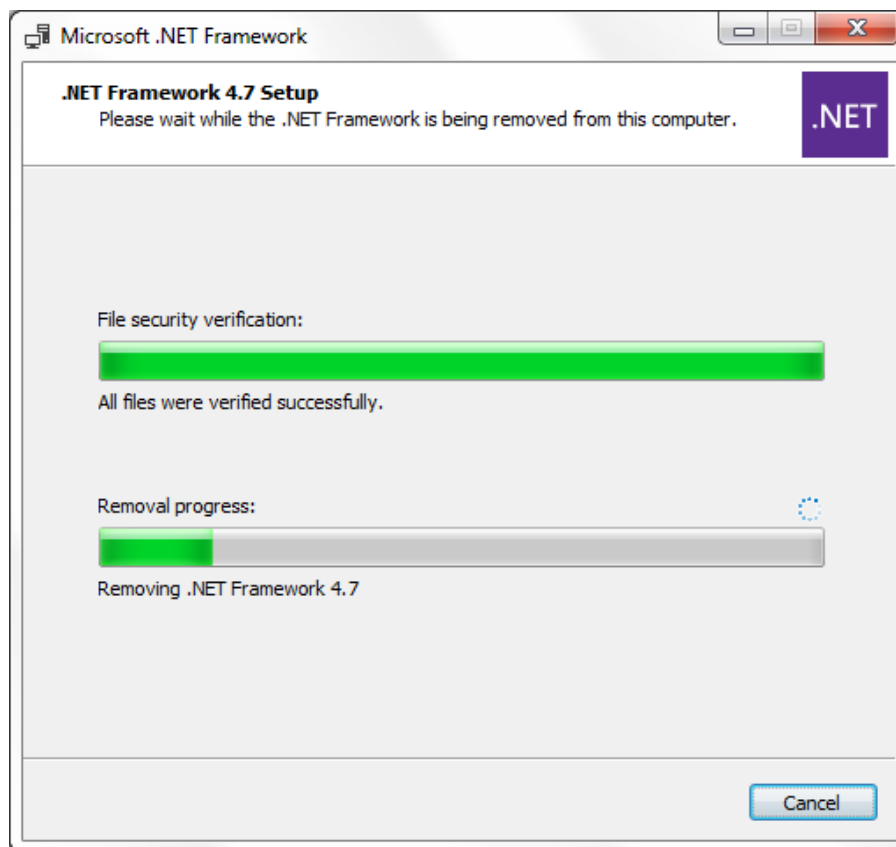 Microsoft .NET Framework
.NET Framework 4.7 Setup
Please wait while the .NET Framework is being removed from this computer.
.NET
File security verification:
All files were verified successfully.
Removal progress:
Removing .NET Framework 4.7
Cancel